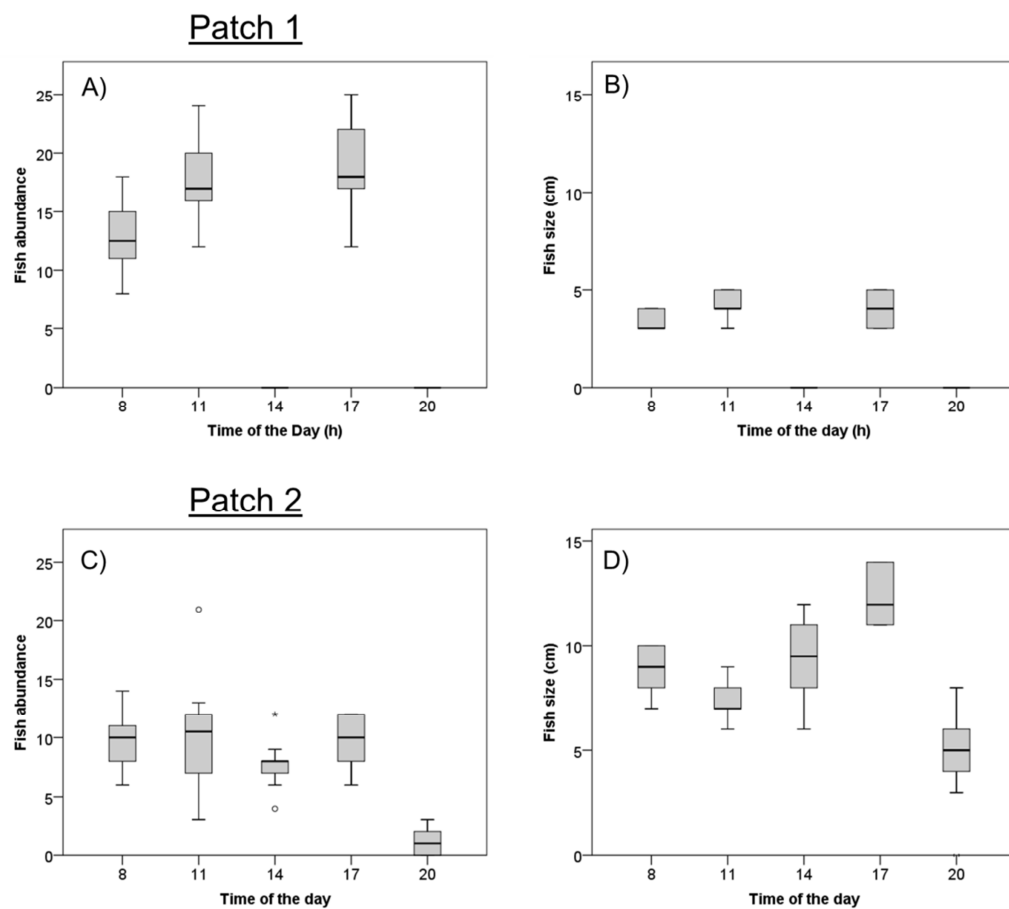 Patch 1
A)
25
20
15
10
5
0
Fish abundance
8 11 14 17 20
Time of the Day (h)
B)
15
10
5
0
Fish size (cm)
8 11 14 17 20
Time of the day (h)
Patch 2
C)
25
20
15
10
5
0
Fish abundance
8 11 14 17 20
Time of the day
D)
15
10
5
0
Fish size (cm)
8 11 14 17 20
Time of the day